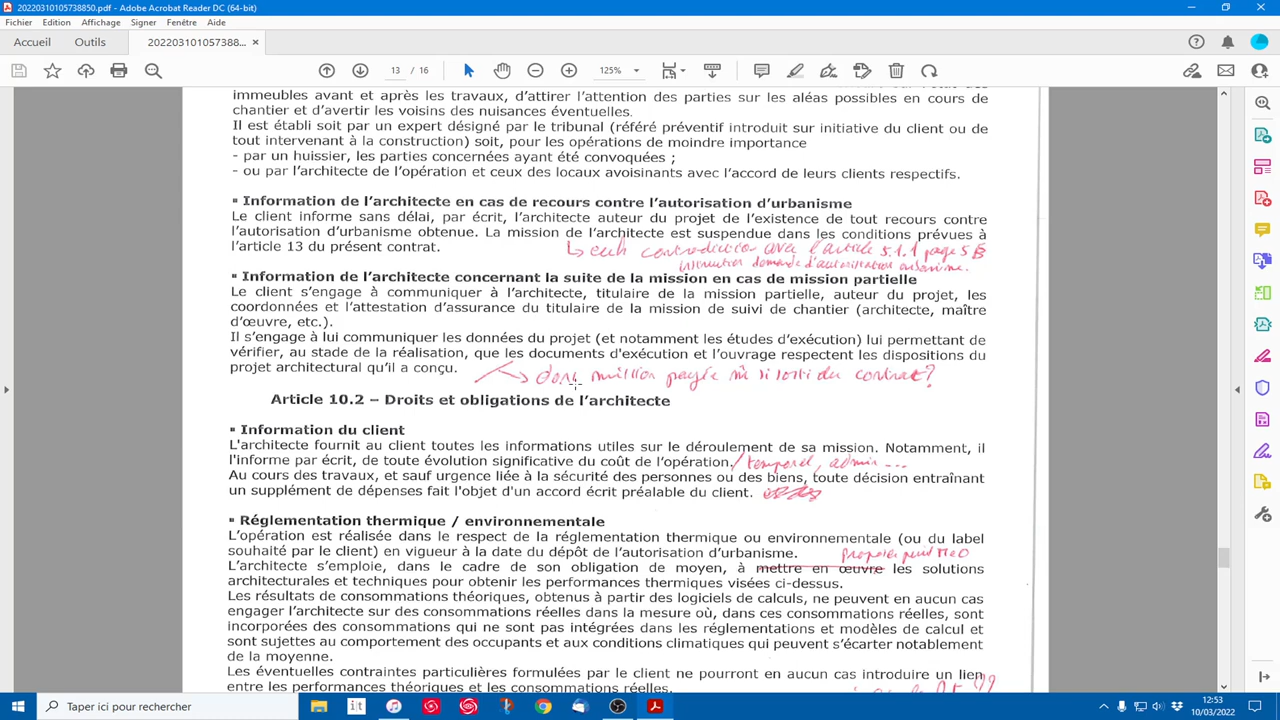 20220310105738850.pdf - Adobe Acrobat Reader DC (64-bit)
Fichier Edition Affichage Signer Fenêtre Aide
Accueil Outils 202203101057388... ×
13 / 16 125%
immeubles avant et après les travaux, d'attirer l'attention des parties sur les aléas possibles en cours de
chantier et d'avertir les voisins des nuisances éventuelles.
Il est établi soit par un expert désigné par le tribunal (référé préventif introduit sur initiative du client ou de
tout intervenant à la construction) soit, pour les opérations de moindre importance
- par un huissier, les parties concernées ayant été convoquées ;
- ou par l'architecte de l'opération et ceux des locaux avoisinants avec l'accord de leurs clients respectifs.
▪ Information de l'architecte en cas de recours contre l'autorisation d'urbanisme
Le client informe sans délai, par écrit, l'architecte auteur du projet de l'existence de tout recours contre
l'autorisation d'urbanisme obtenue. La mission de l'architecte est suspendue dans les conditions prévues à
l'article 13 du présent contrat.
contradiction avec l'article 5.1.1 page 5
demande d'autorisation urbanisme.
▪ Information de l'architecte concernant la suite de la mission en cas de mission partielle
Le client s'engage à communiquer à l'architecte, titulaire de la mission partielle, auteur du projet, les
coordonnées et l'attestation d'assurance du titulaire de la mission de suivi de chantier (architecte, maître
d'œuvre, etc.).
Il s'engage à lui communiquer les données du projet (et notamment les études d'exécution) lui permettant de
vérifier, au stade de la réalisation, que les documents d'exécution et l'ouvrage respectent les dispositions du
projet architectural qu'il a conçu.
donc mission payée m si sorti du contrat?
Article 10.2 – Droits et obligations de l'architecte
▪ Information du client
L'architecte fournit au client toutes les informations utiles sur le déroulement de sa mission. Notamment, il
l'informe par écrit, de toute évolution significative du coût de l'opération. / temporel, admin...
Au cours des travaux, et sauf urgence liée à la sécurité des personnes ou des biens, toute décision entraînant
un supplément de dépenses fait l'objet d'un accord écrit préalable du client.
▪ Réglementation thermique / environnementale
L'opération est réalisée dans le respect de la réglementation thermique ou environnementale (ou du label
souhaité par le client) en vigueur à la date du dépôt de l'autorisation d'urbanisme. proposer
L'architecte s'emploie, dans le cadre de son obligation de moyen, à mettre en œuvre les solutions
architecturales et techniques pour obtenir les performances thermiques visées ci-dessus.
Les résultats de consommations théoriques, obtenus à partir des logiciels de calculs, ne peuvent en aucun cas
engager l'architecte sur des consommations réelles dans la mesure où, dans ces consommations réelles, sont
incorporées des consommations qui ne sont pas intégrées dans les réglementations et modèles de calcul et
sont sujettes au comportement des occupants et aux conditions climatiques qui peuvent s'écarter notablement
de la moyenne.
Les éventuelles contraintes particulières formulées par le client ne pourront en aucun cas introduire un lien
entre les performances théoriques et les consommations réelles.
Taper ici pour rechercher
12:53
10/03/2022